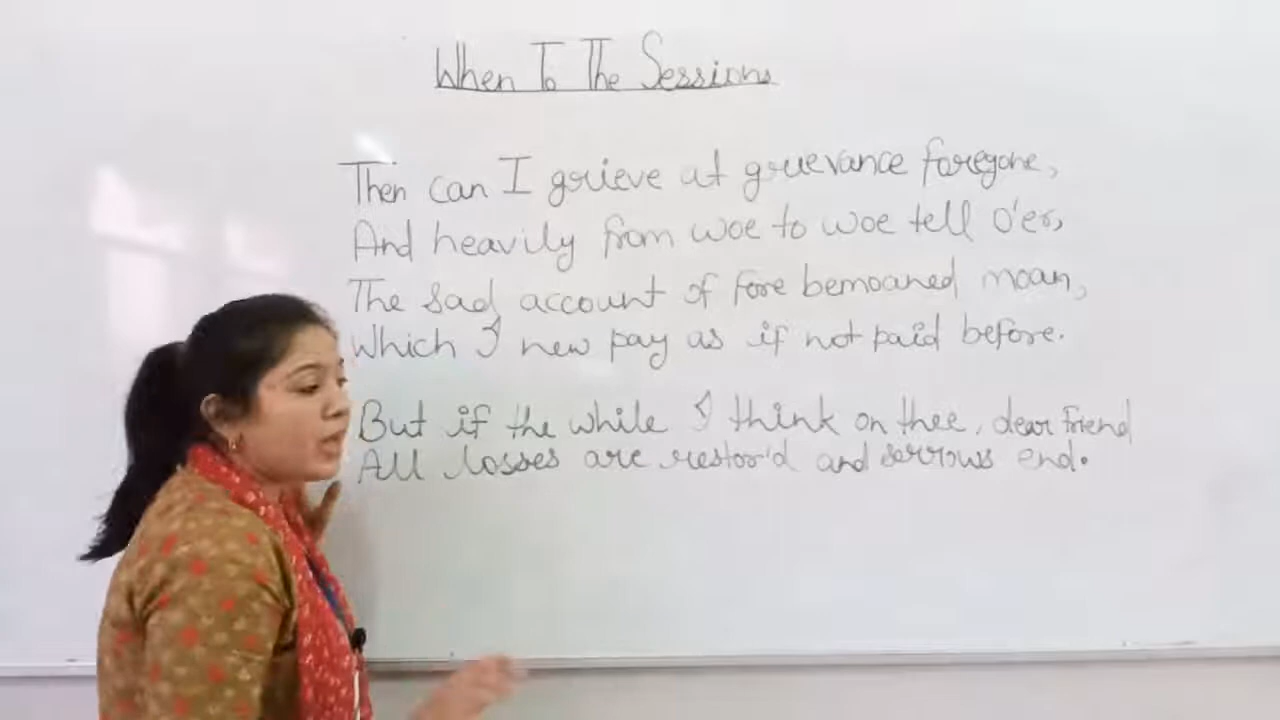 When To The Sessions
Then can I grieve at gruevance foregone,
And heavily from woe to woe tell o'er,
The sad account of fore bemoaned moan,
Which I new pay as if not paid before.
But if the while I think on thee, dear friend
All losses are restor'd and sorrows end.